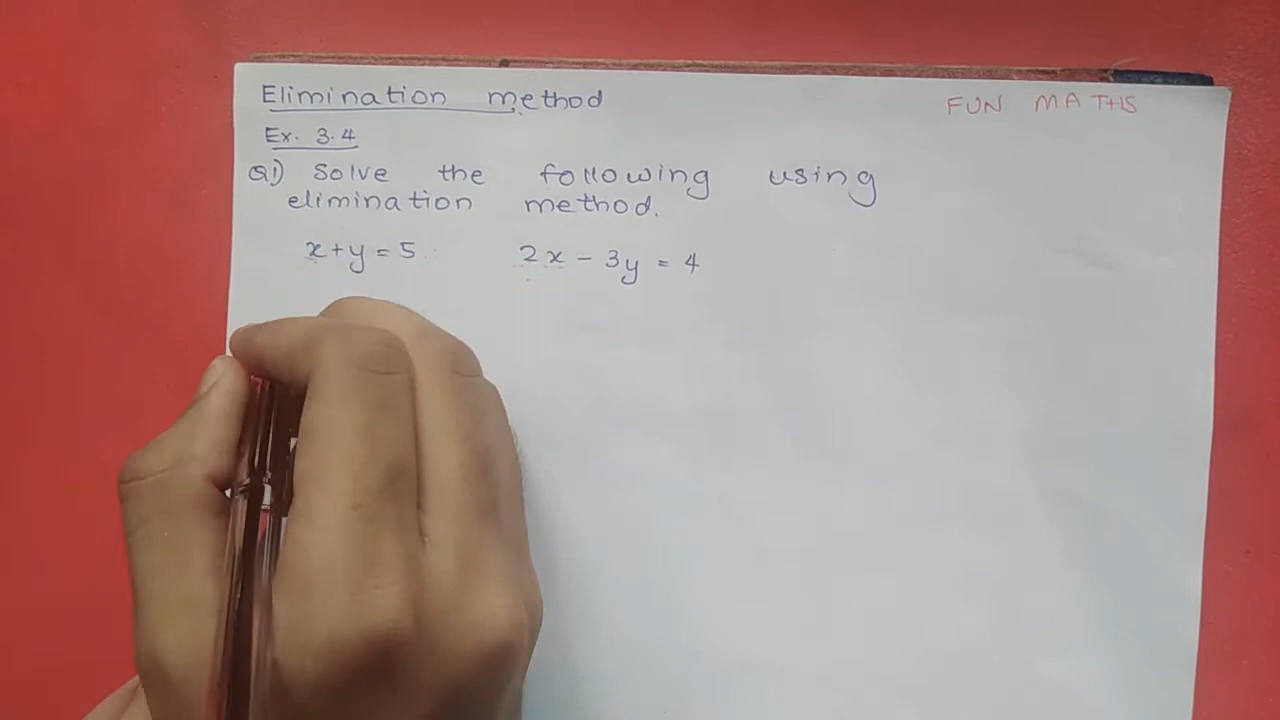 Elimination method
FUN MATHS
Ex. 3.4
Q1) Solve the following using
elimination method.
x+y=5 2x - 3y = 4